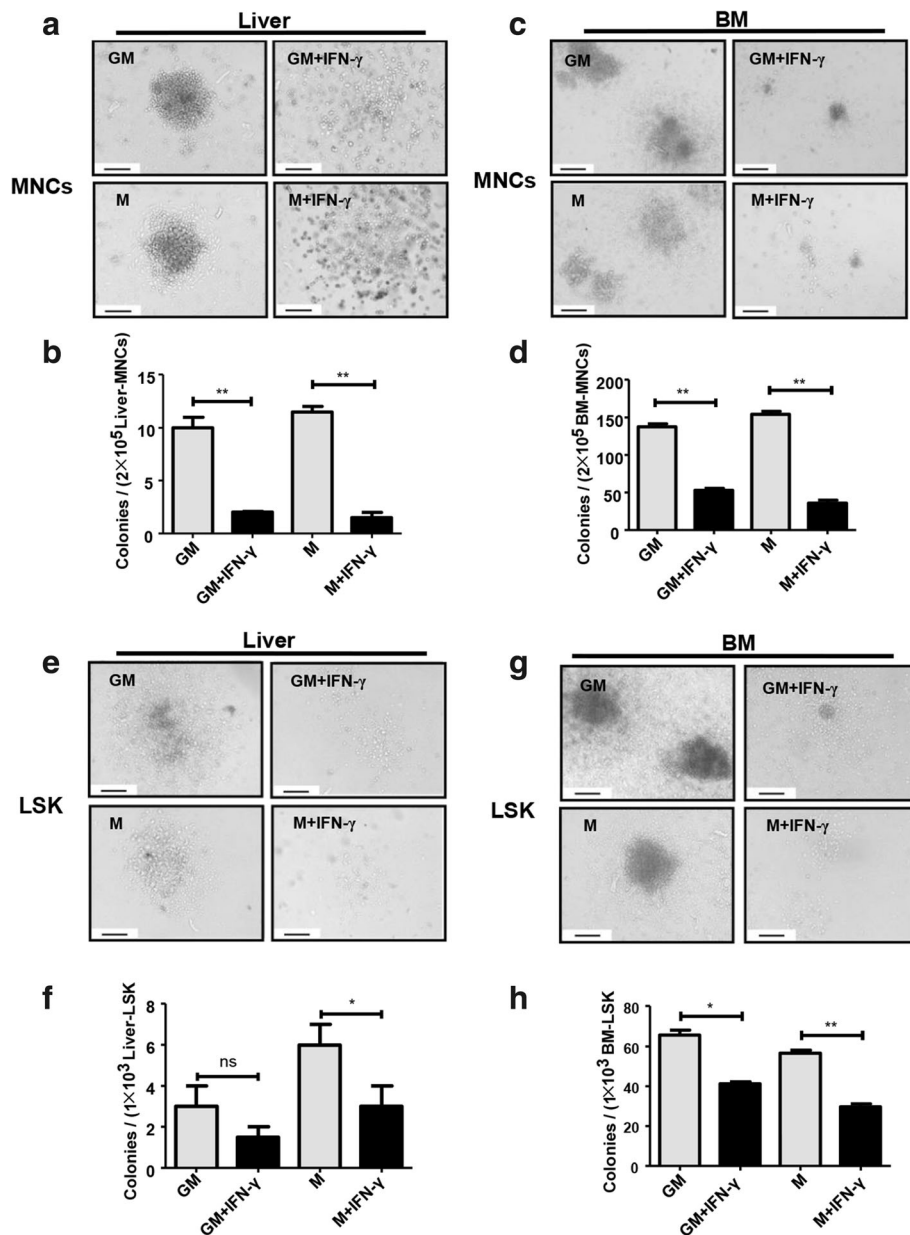 a
Liver
GM
GM+IFN-γ
MNCs
M
M+IFN-γ
c
BM
GM
GM+IFN-γ
MNCs
M
M+IFN-γ
b
Colonies / (2×10⁵ Liver-MNCs)
15
10
5
0
**
**
GM
GM+IFN-γ
M
M+IFN-γ
d
Colonies / (2×10⁵ BM-MNCs)
200
150
100
50
0
**
**
GM
GM+IFN-γ
M
M+IFN-γ
e
Liver
GM
GM+IFN-γ
LSK
M
M+IFN-γ
g
BM
GM
GM+IFN-γ
LSK
M
M+IFN-γ
f
Colonies / (1×10³ Liver-LSK
8
6
4
2
0
ns
*
GM
GM+IFN-γ
M
M+IFN-γ
h
Colonies / (1×10³ BM-LSK
80
60
40
20
0
*
**
GM
GM+IFN-γ
M
M+IFN-γ